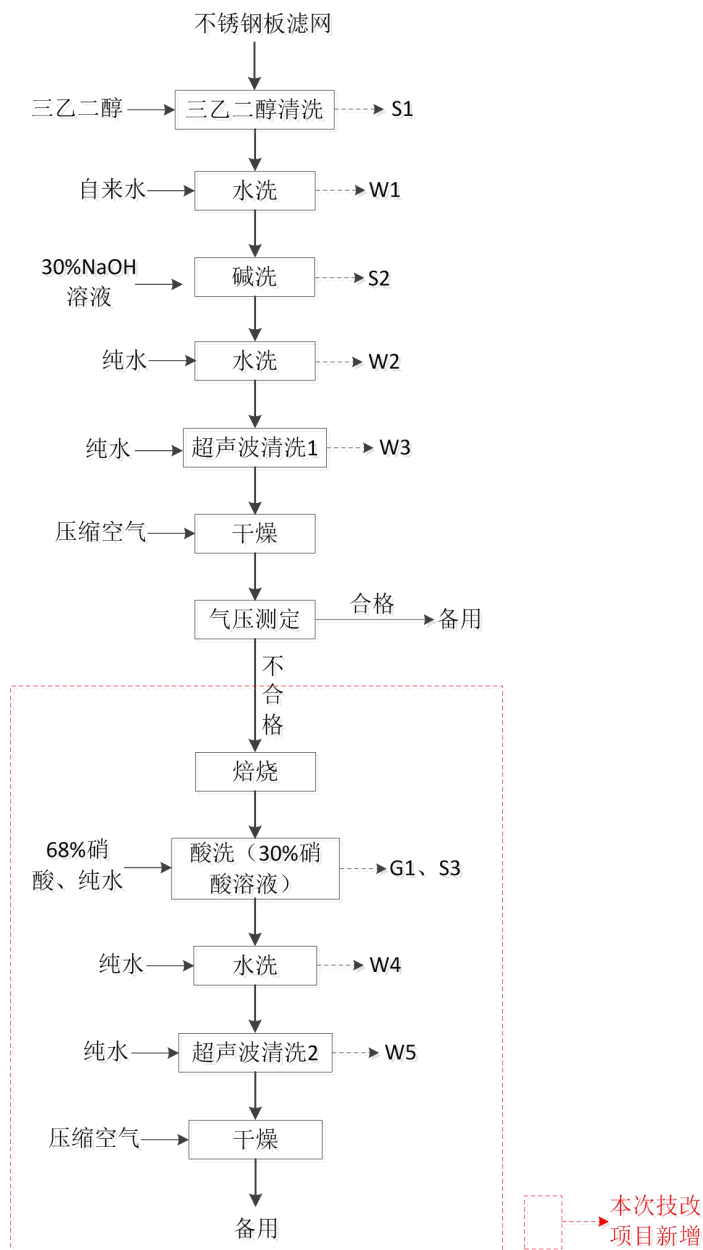 不锈钢板滤网
三乙二醇
三乙二醇清洗
S1
自来水
水洗
W1
30%NaOH
溶液
碱洗
S2
纯水
水洗
W2
纯水
超声波清洗1
W3
压缩空气
干燥
气压测定
合格
备用
不
合
格
焙烧
68%硝
酸、纯水
酸洗（30%硝
酸溶液）
G1、S3
纯水
水洗
W4
纯水
超声波清洗2
W5
压缩空气
干燥
备用
本次技改
项目新增